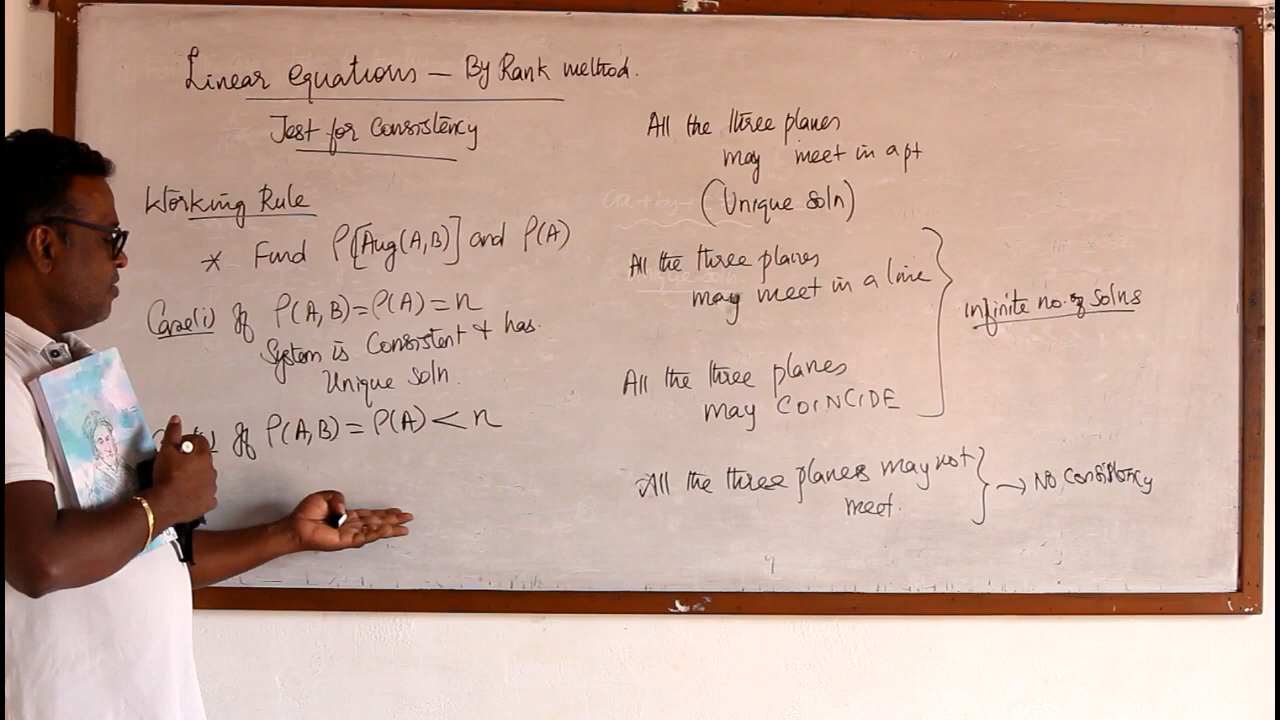 Linear equations - By Rank method.
Test for Consistency
Working Rule
* Find ρ[Aug(A,B)] and ρ(A)
Case(i) If ρ(A,B)=ρ(A)=n
System is Consistent & has
Unique Soln.
If ρ(A,B) = ρ(A) < n
All the three planes
may meet in a pt
(Unique Soln)
All the three planes
may meet in a line
Infinite no. of Solns
All the three planes
may COINCIDE
All the three planes may not
meet.
→ No Consistency